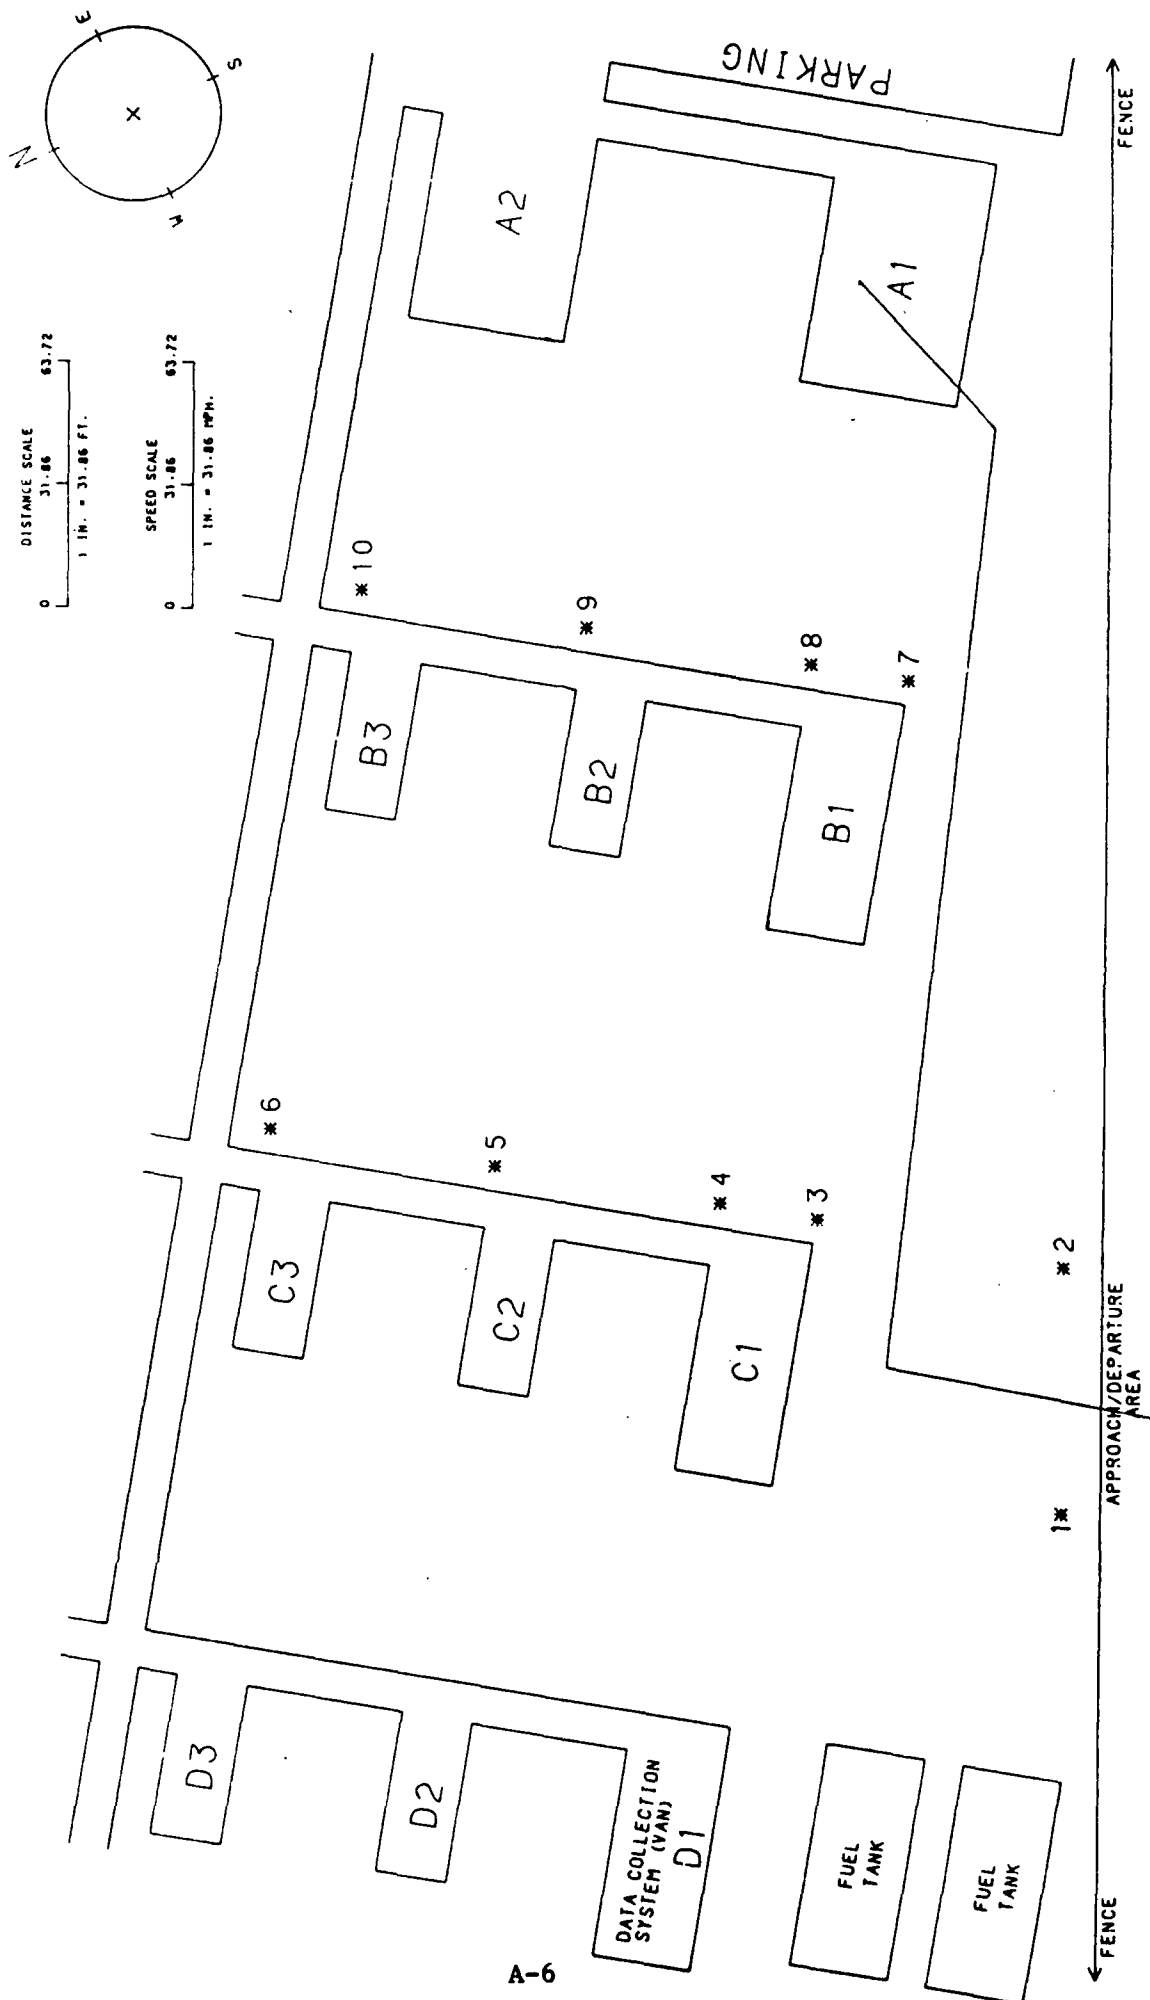 DISTANCE SCALE
0 31.86 63.72
1 IN. = 31.86 FT.
SPEED SCALE
0 31.86 63.72
1 IN. = 31.86 MPH.
N
E
S
W
X
D3
D2
DATA COLLECTION
SYSTEM (VAN)
D1
FUEL
TANK
FUEL
TANK
C3
C2
C1
*6
*5
*4
*3
B3
B2
B1
*10
*9
*8
*7
A2
A1
PARKING
1*
*2
FENCE
APPROACH/DEPARTURE
AREA
FENCE
A-6